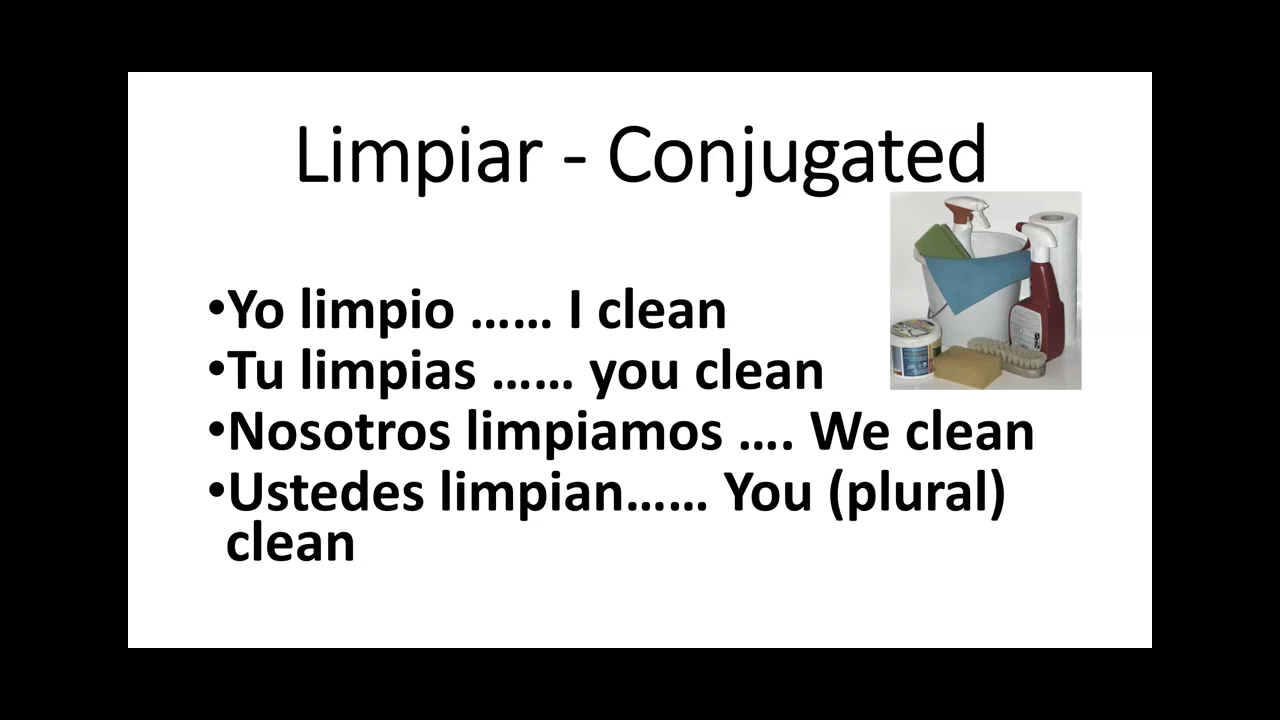 Limpiar - Conjugated
•Yo limpio …… I clean
•Tu limpias …… you clean
•Nosotros limpiamos …. We clean
•Ustedes limpian…… You (plural)
clean